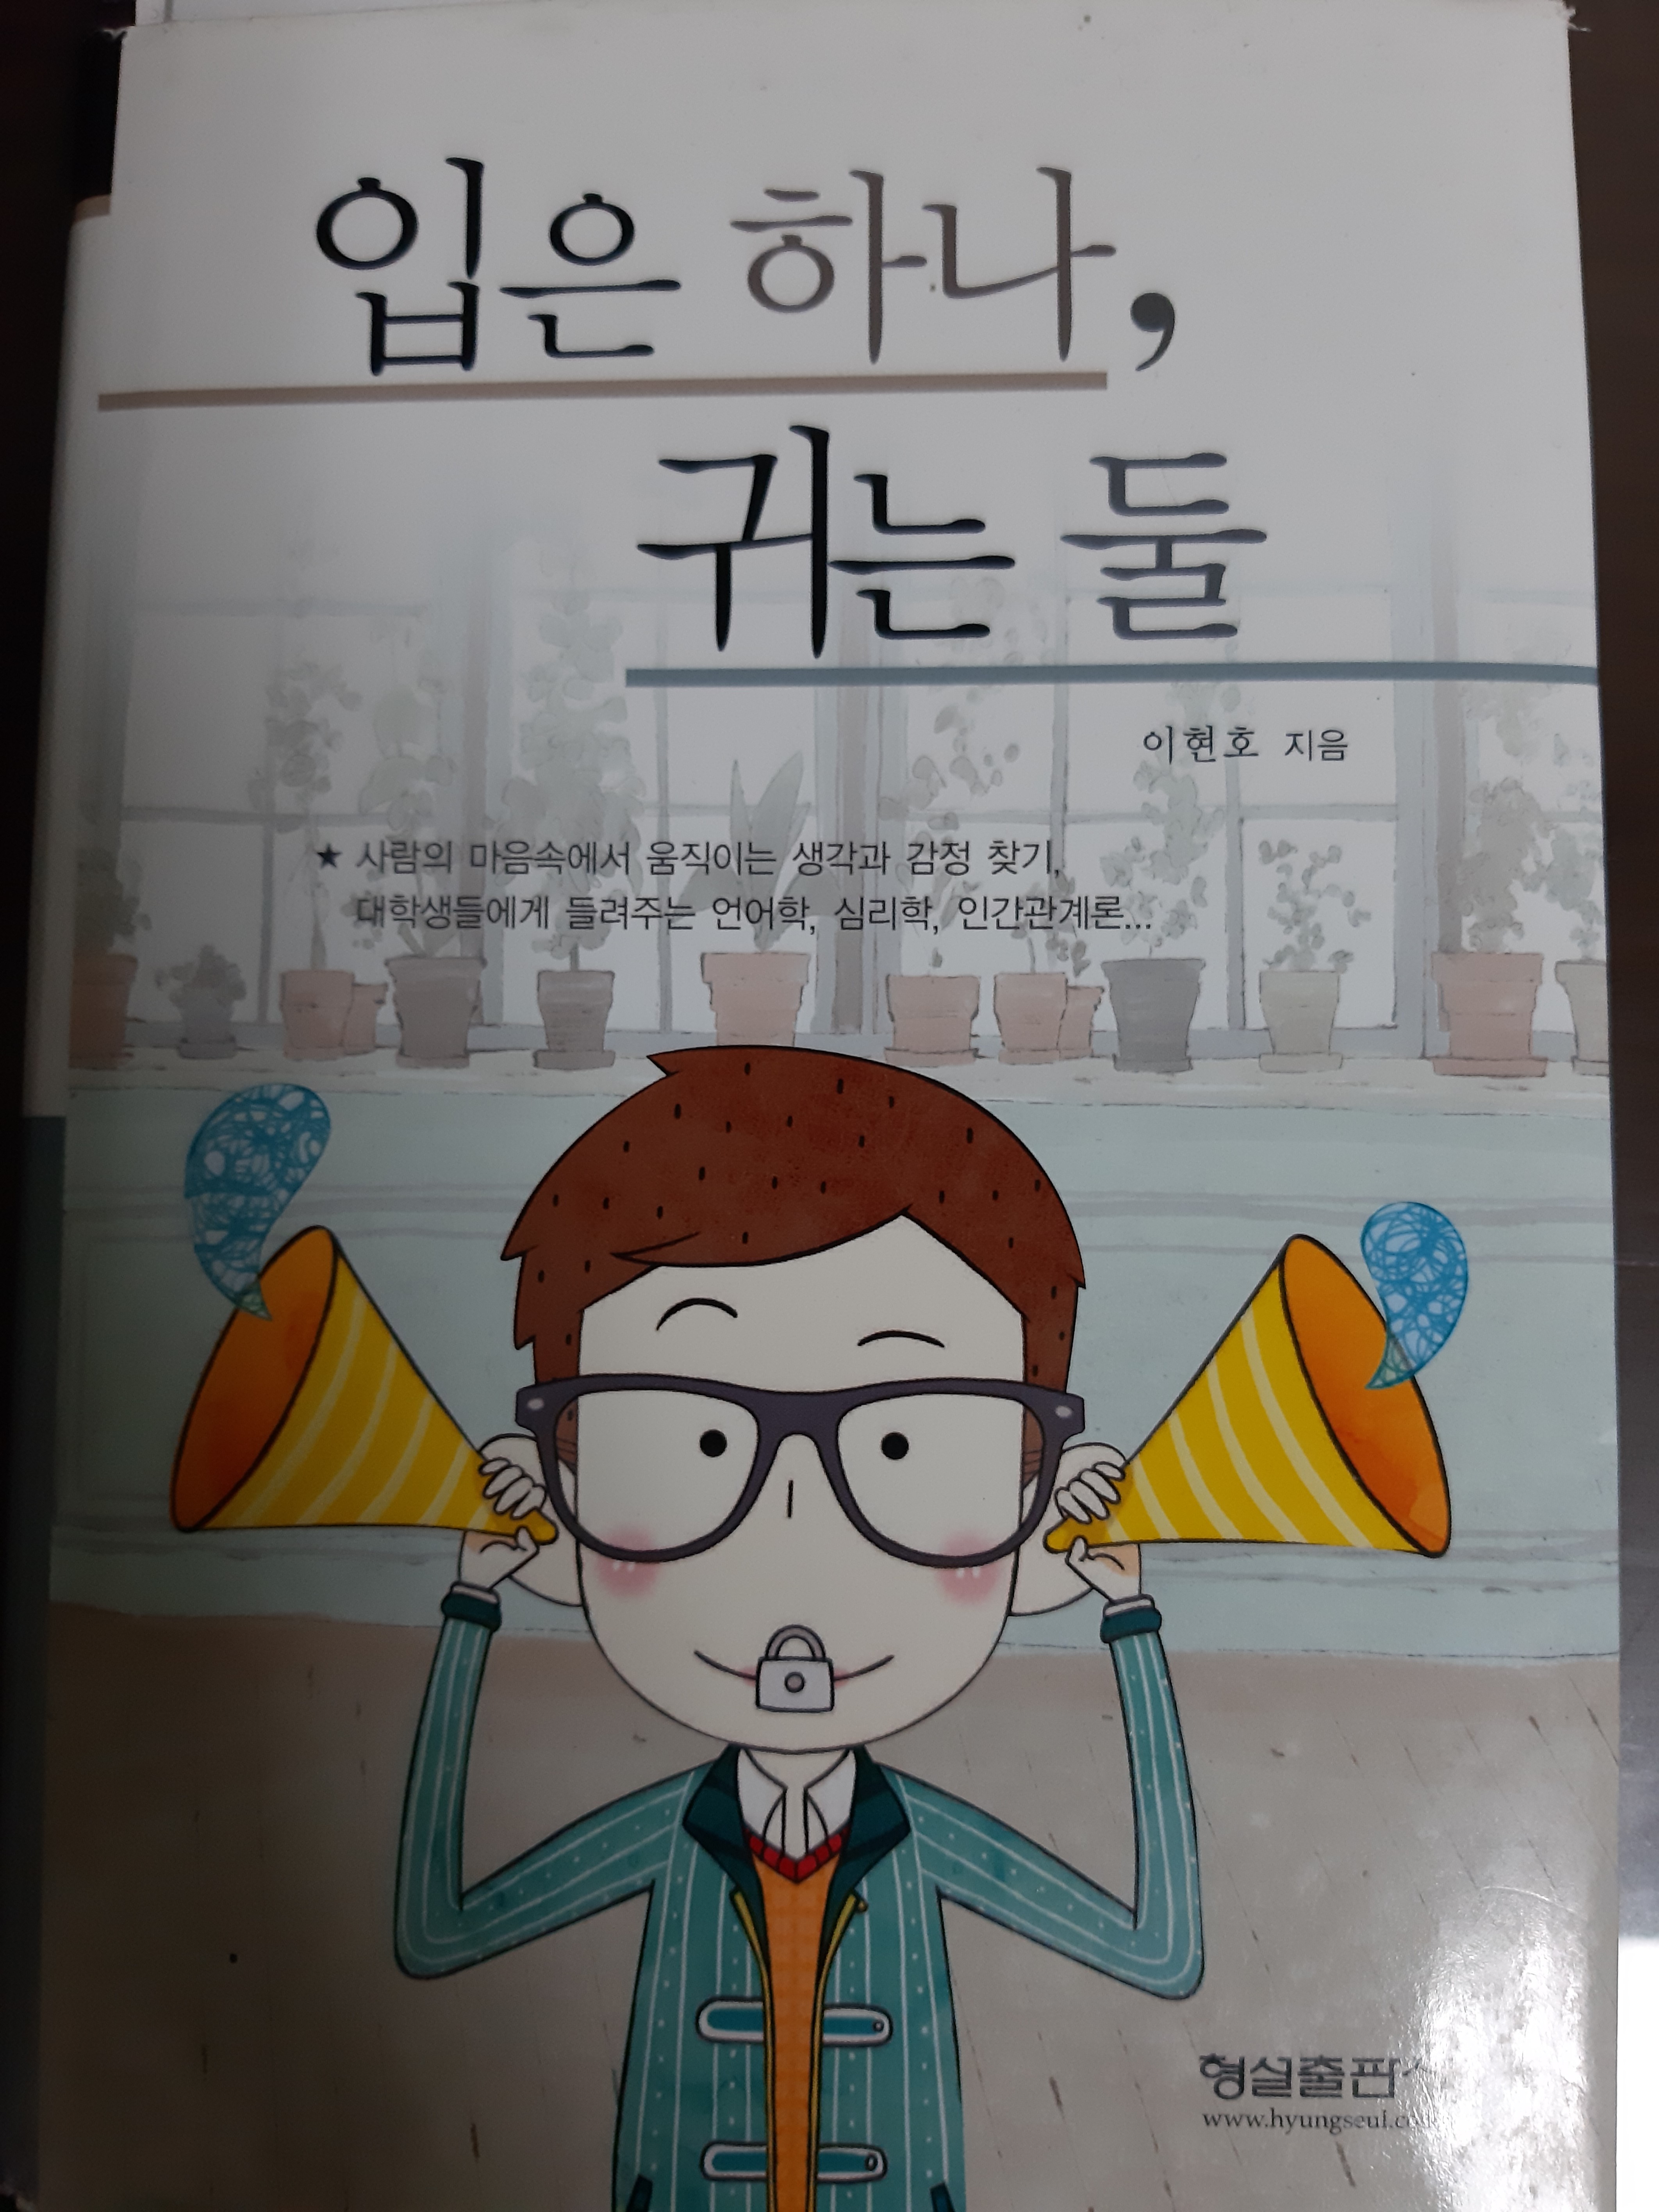 입은 하나,
귀는 둘
이현호 지음
★ 사람의 마음속에서 움직이는 생각과 감정 찾기,
대학생들에게 들려주는 언어학, 심리학, 인간관계론...
형설출판
www.hyungseul.co